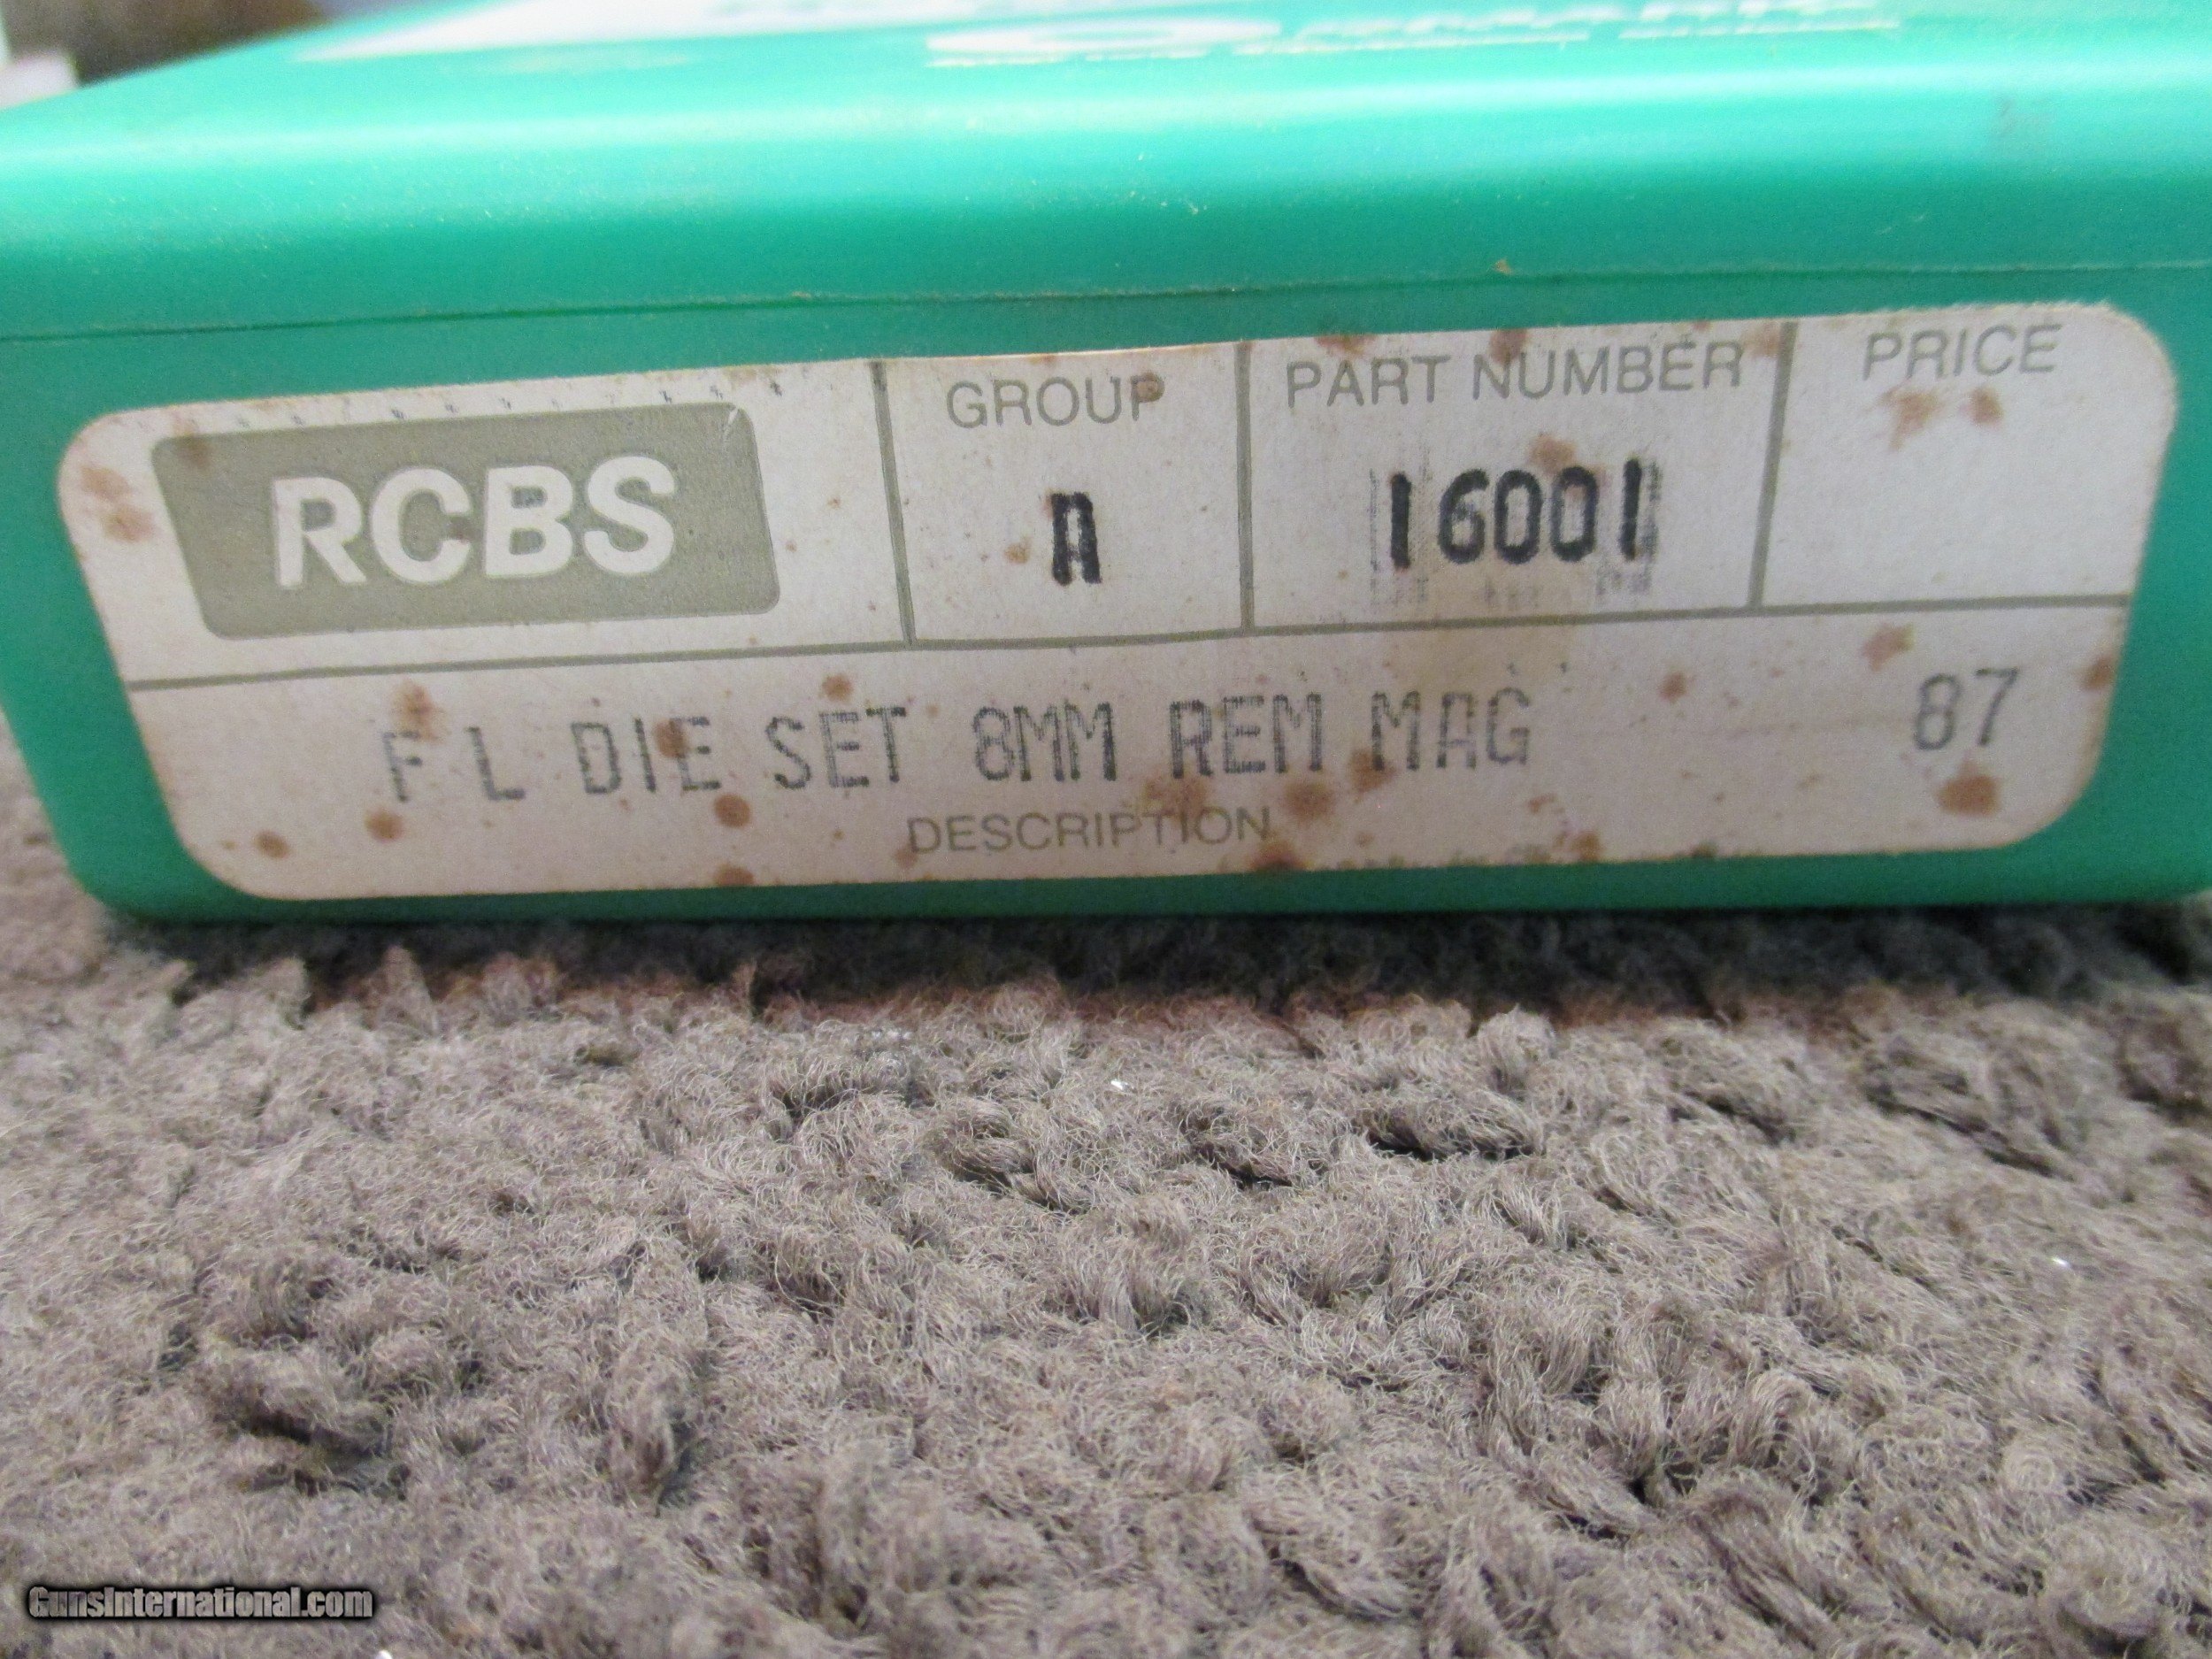 RCBS
GROUP
A
PART NUMBER
16001
PRICE
F L DIE SET 8MM REM MAG 87
DESCRIPTION
GunsInternational.com